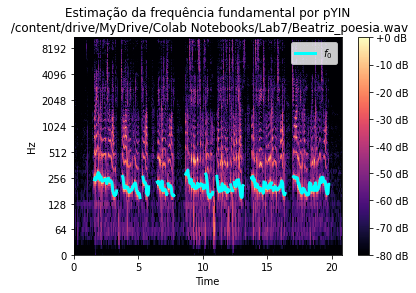 Estimação da frequência fundamental por pYIN
/content/drive/MyDrive/Colab Notebooks/Lab7/Beatriz_poesia.wav
f0
8192
4096
2048
1024
512
256
128
64
0
Hz
0
5
10
15
20
Time
+0 dB
-10 dB
-20 dB
-30 dB
-40 dB
-50 dB
-60 dB
-70 dB
-80 dB